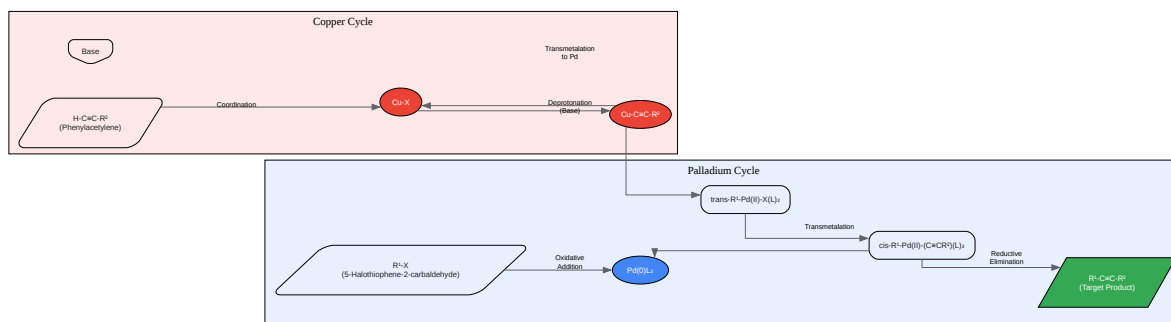 Copper Cycle
Base
Transmetalation
to Pd
H-C≡C-R²
(Phenylacetylene)
Coordination
Cu-X
Deprotonation
(Base)
Cu-C≡C-R²
Palladium Cycle
trans-R¹-Pd(II)-X(L)₂
Transmetalation
cis-R¹-Pd(II)-(C≡CR²)(L)₂
R¹-X
(5-Halothiophene-2-carbaldehyde)
Oxidative
Addition
Pd(0)L₂
Reductive
Elimination
R¹-C≡C-R²
(Target Product)